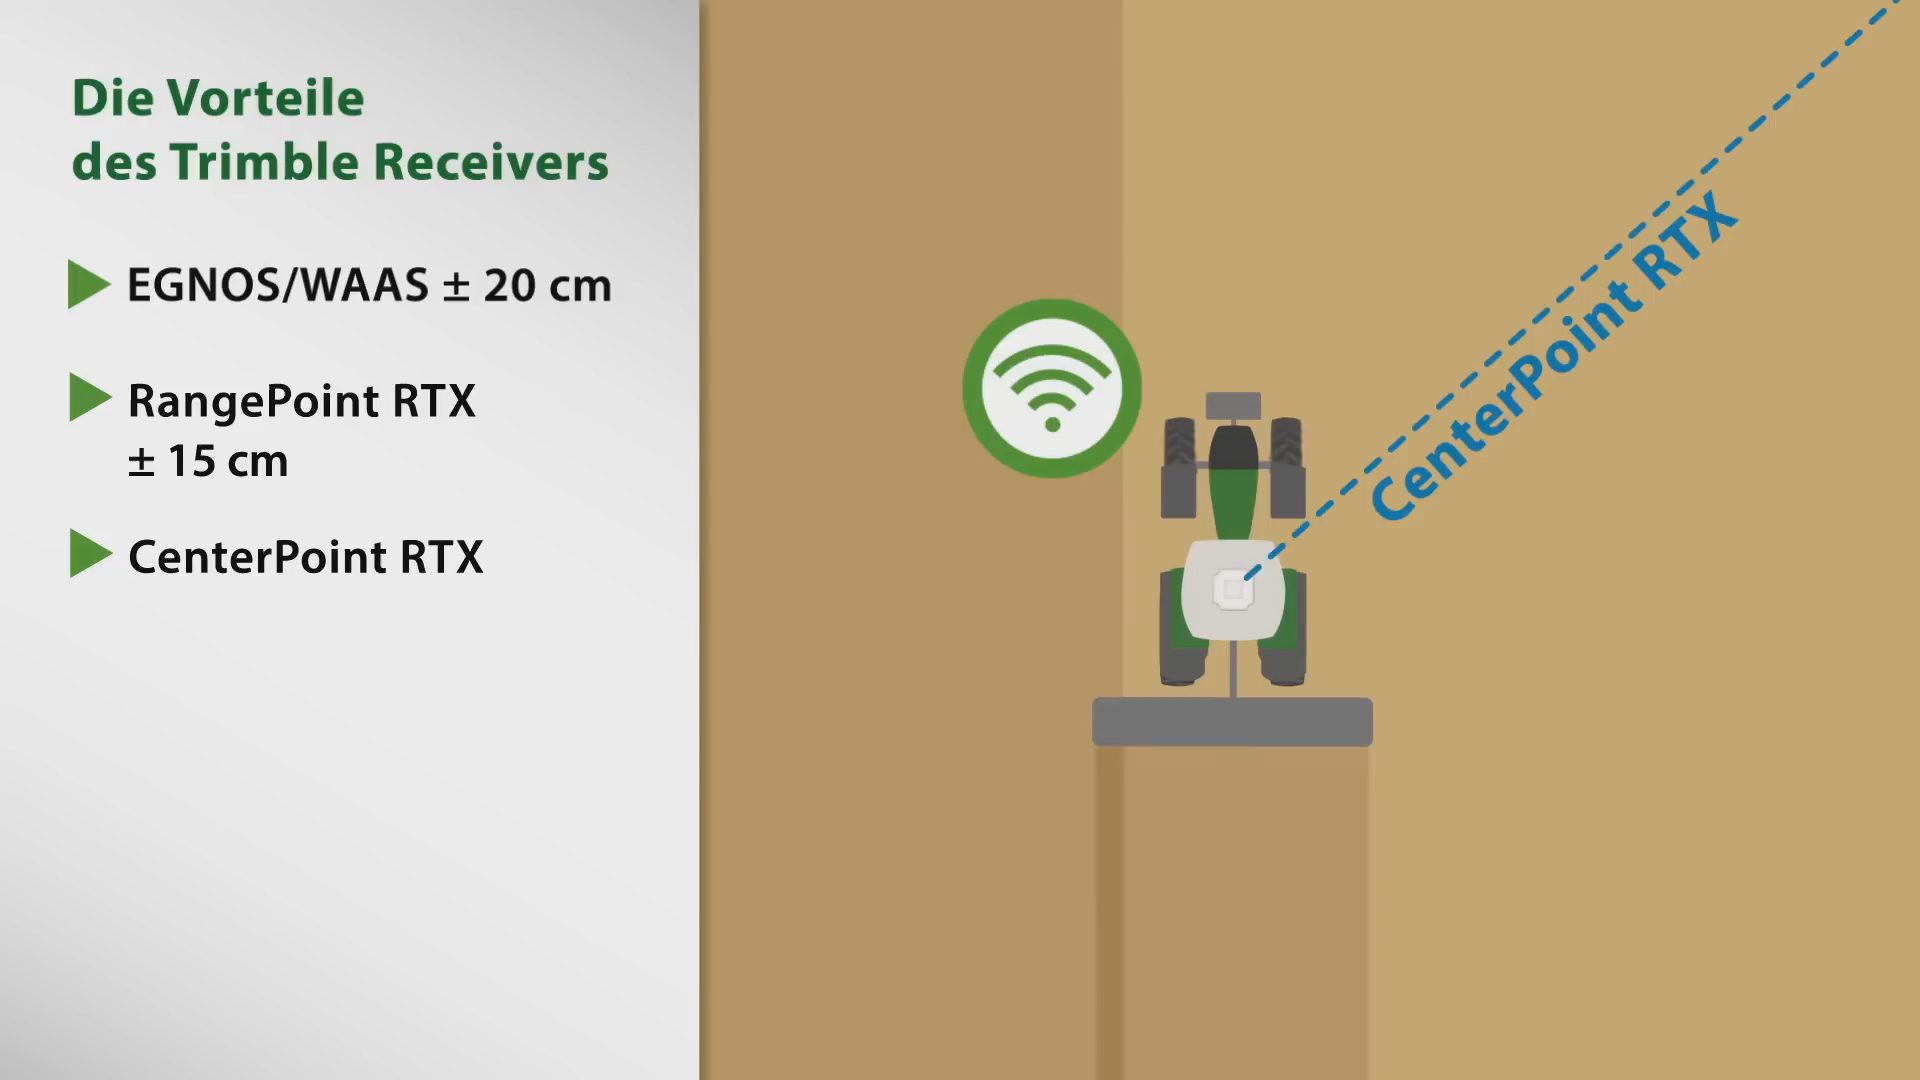 Die Vorteile
des Trimble Receivers
EGNOS/WAAS ± 20 cm
RangePoint RTX
± 15 cm
CenterPoint RTX
CenterPoint RTX